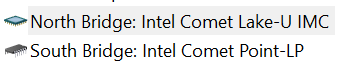 North Bridge: Intel Comet Lake-U IMC
South Bridge: Intel Comet Point-LP